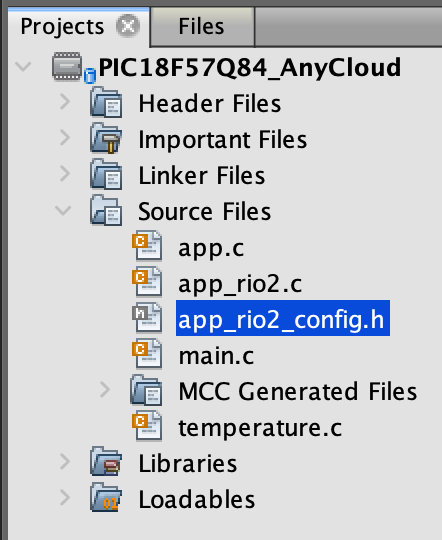 Projects Files
PIC18F57Q84_AnyCloud
Header Files
Important Files
Linker Files
Source Files
app.c
app_rio2.c
app_rio2_config.h
main.c
MCC Generated Files
temperature.c
Libraries
Loadables